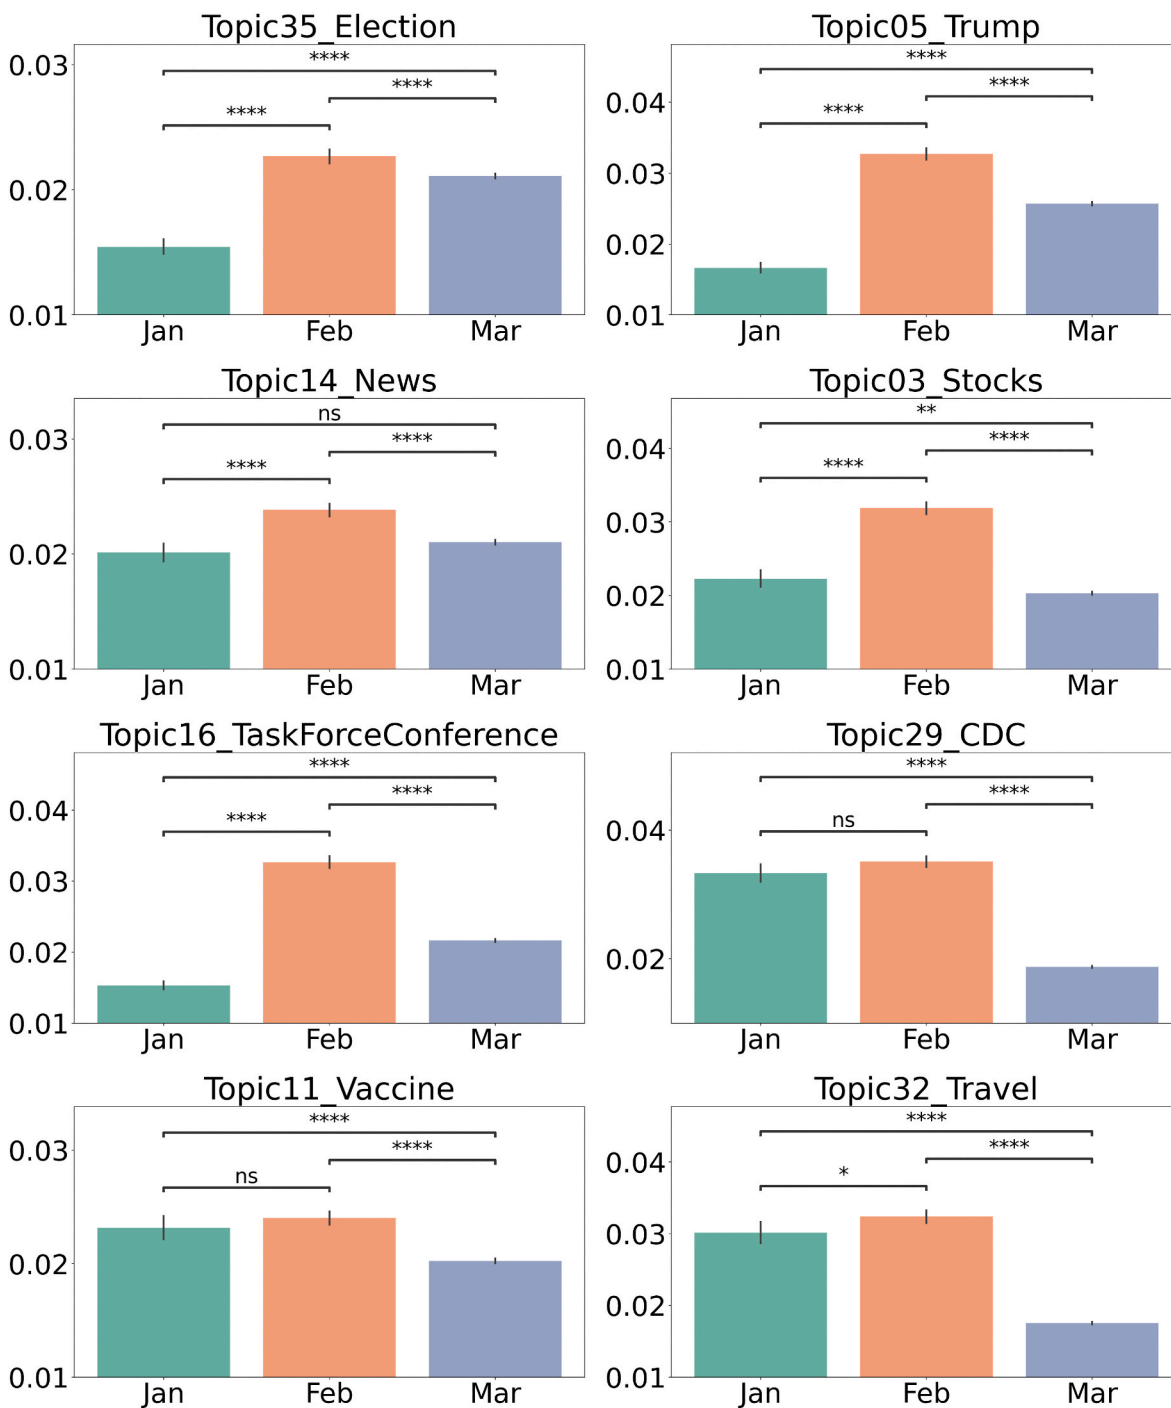 Topic35_Election
0.03
0.02
0.01
****
****
****
Jan Feb Mar
Topic05_Trump
0.04
0.03
0.02
0.01
****
****
****
Jan Feb Mar
Topic14_News
0.03
0.02
0.01
ns
****
****
Jan Feb Mar
Topic03_Stocks
0.04
0.03
0.02
0.01
**
****
****
Jan Feb Mar
Topic16_TaskForceConference
0.04
0.03
0.02
0.01
****
****
****
Jan Feb Mar
Topic29_CDC
0.04
0.02
****
****
ns
Jan Feb Mar
Topic11_Vaccine
0.03
0.02
0.01
****
****
ns
Jan Feb Mar
Topic32_Travel
0.04
0.03
0.02
0.01
****
****
*
Jan Feb Mar